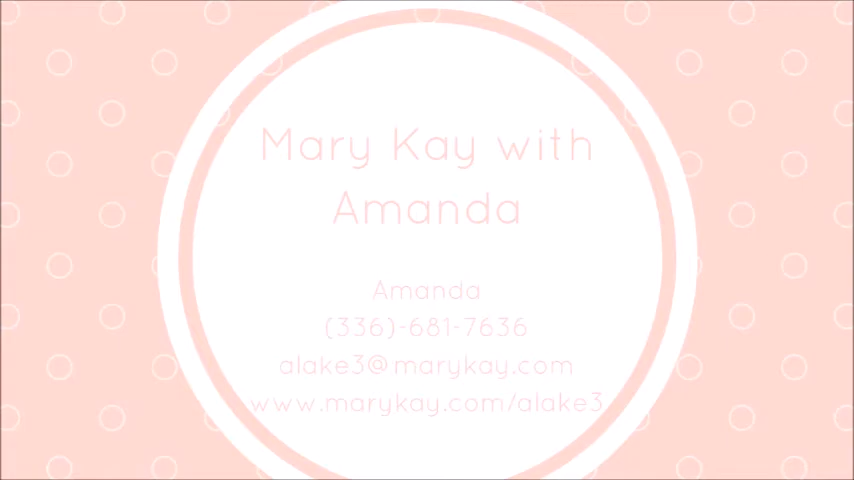 Mary Kay with
Amanda
Amanda
(336)-681-7636
alake3@marykay.com
www.marykay.com/alake3